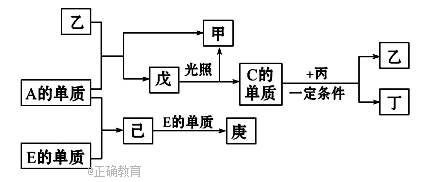 乙
甲
A的单质
戊
光照
C的
单质
+丙
一定条件
乙
丁
E的单质
己
E的单质
庚
@正确教育